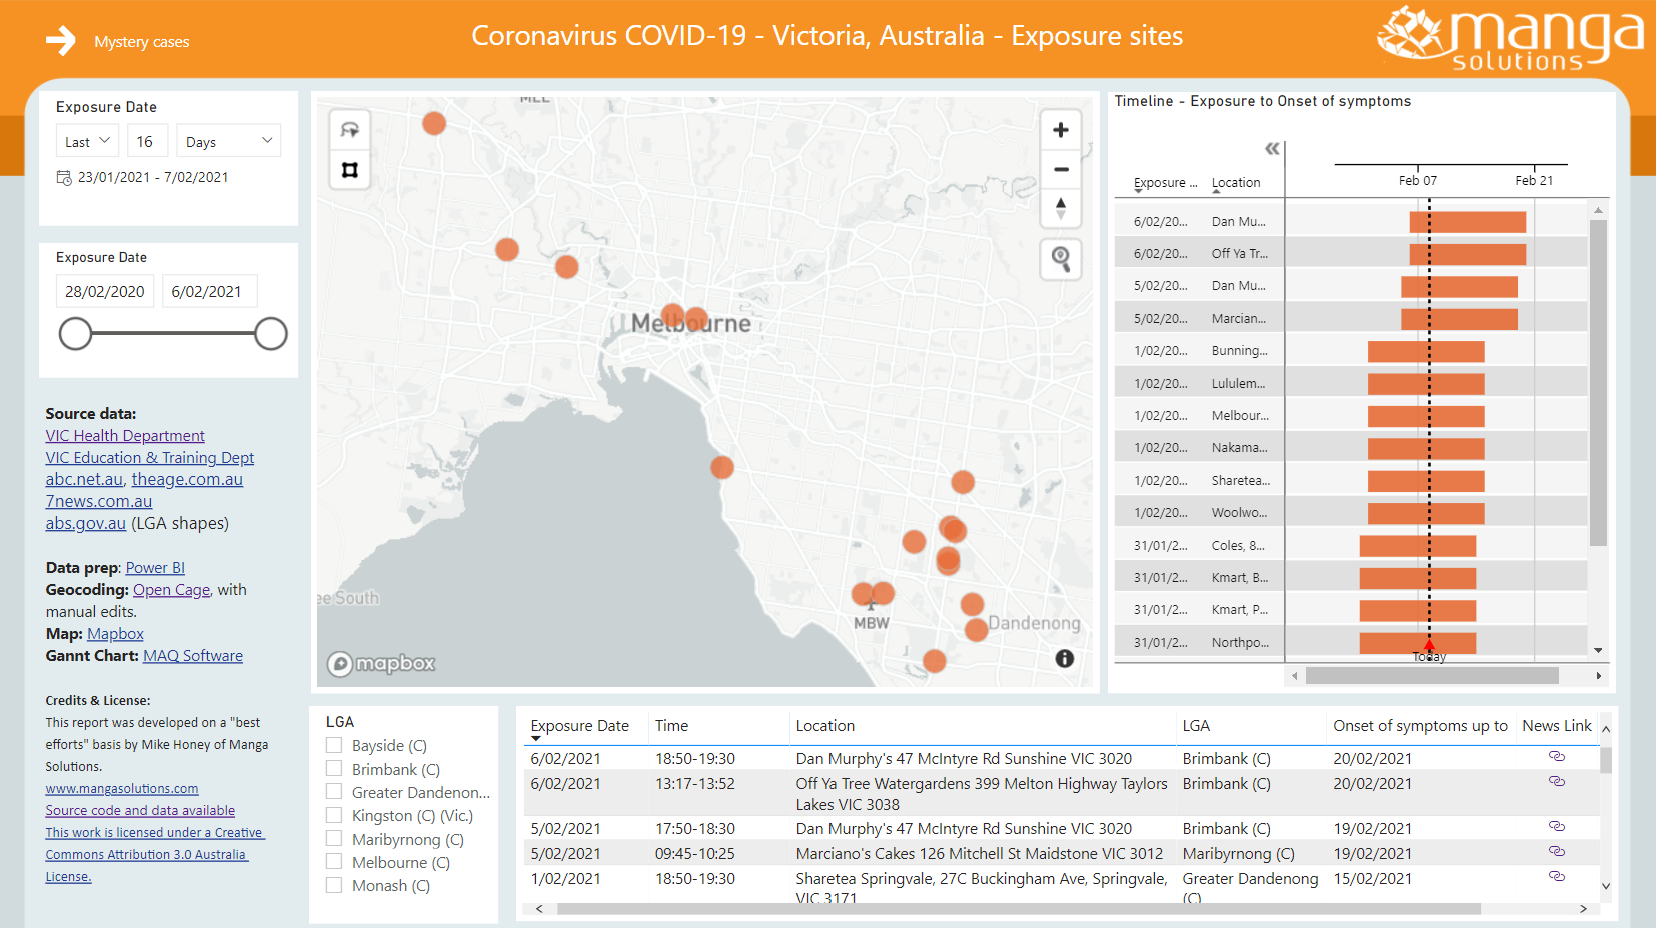 Mystery cases
Coronavirus COVID-19 - Victoria, Australia - Exposure sites
manga
solutions
Exposure Date
Last
16
Days
23/01/2021 - 7/02/2021
Exposure Date
28/02/2020
6/02/2021
Source data:
VIC Health Department
VIC Education & Training Dept
abc.net.au, theage.com.au
7news.com.au
abs.gov.au (LGA shapes)
Data prep: Power BI
Geocoding: Open Cage, with
manual edits.
Map: Mapbox
Gannt Chart: MAQ Software
Credits & License:
This report was developed on a "best
efforts" basis by Mike Honey of Manga
Solutions.
www.mangasolutions.com
Source code and data available
This work is licensed under a Creative
Commons Attribution 3.0 Australia
License.
Melbourne
ee South
MBW
Dandenong
mapbox
Timeline - Exposure to Onset of symptoms
Exposure ... Location
Feb 07 Feb 21
6/02/20... Dan Mu...
6/02/20... Off Ya Tr...
5/02/20... Dan Mu...
5/02/20... Marcian...
1/02/20... Bunning...
1/02/20... Lululem...
1/02/20... Melbour...
1/02/20... Nakama...
1/02/20... Sharetea...
1/02/20... Woolwo...
31/01/2... Coles, 8...
31/01/2... Kmart, B...
31/01/2... Kmart, P...
31/01/2... Northpo...
Today
LGA
Bayside (C)
Brimbank (C)
Greater Dandenon...
Kingston (C) (Vic.)
Maribyrnong (C)
Melbourne (C)
Monash (C)
Exposure Date Time Location LGA Onset of symptoms up to News Link
6/02/2021 18:50-19:30 Dan Murphy's 47 McIntyre Rd Sunshine VIC 3020 Brimbank (C) 20/02/2021
6/02/2021 13:17-13:52 Off Ya Tree Watergardens 399 Melton Highway Taylors Brimbank (C) 20/02/2021
Lakes VIC 3038
5/02/2021 17:50-18:30 Dan Murphy's 47 McIntyre Rd Sunshine VIC 3020 Brimbank (C) 19/02/2021
5/02/2021 09:45-10:25 Marciano's Cakes 126 Mitchell St Maidstone VIC 3012 Maribyrnong (C) 19/02/2021
1/02/2021 18:50-19:30 Sharetea Springvale, 27C Buckingham Ave, Springvale, Greater Dandenong 15/02/2021
VIC 3171 (C)